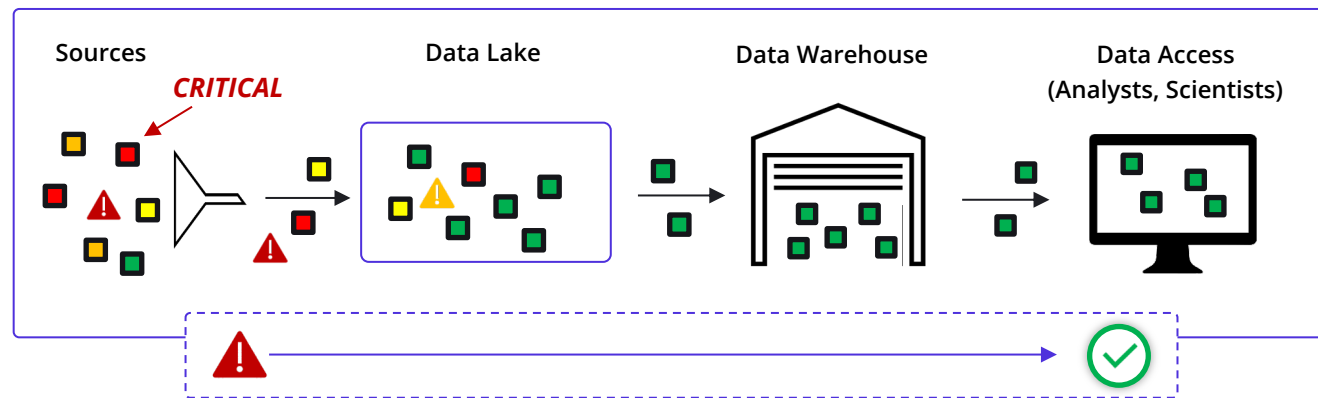 Sources
CRITICAL
Data Lake
Data Warehouse
Data Access
(Analysts, Scientists)